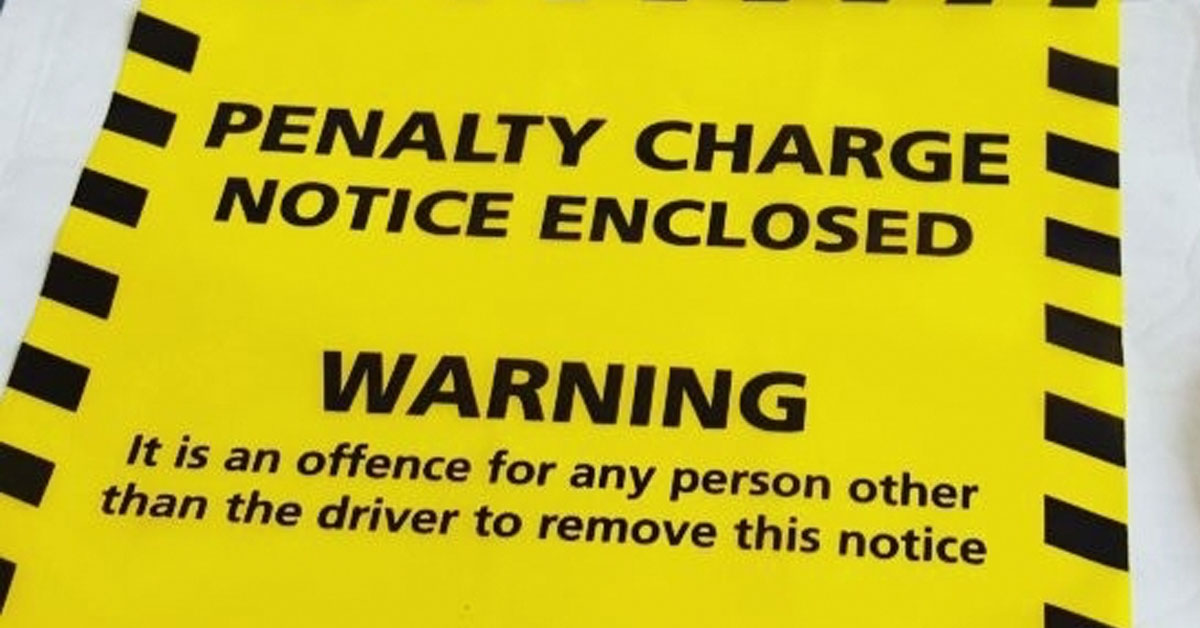 PENALTY CHARGE
NOTICE ENCLOSED
WARNING
It is an offence for any person other
than the driver to remove this notice